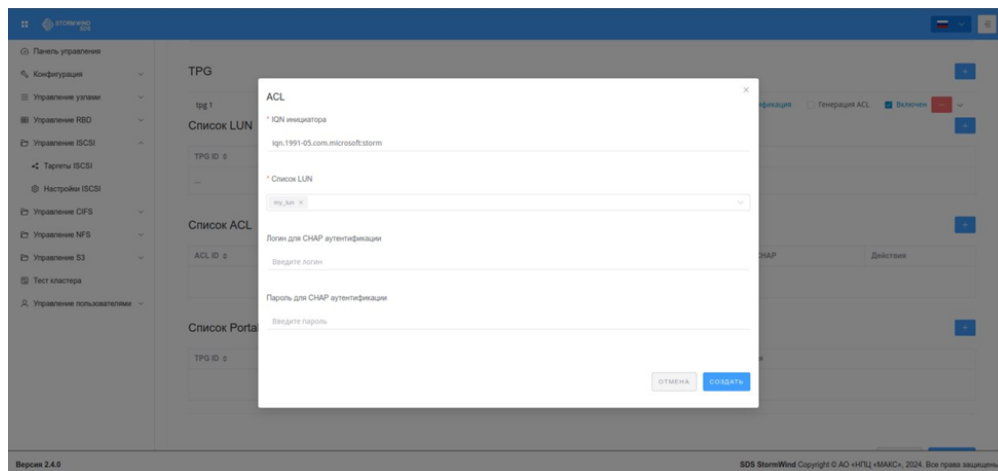 STORMWIND
SDS
Панель управления
Конфигурация
Управление узлами
Управление RBD
Управление ISCSI
Таргеты ISCSI
Настройки ISCSI
Управление CIFS
Управление NFS
Управление S3
Тест кластера
Управление пользователями
TPG
tpg 1
Генерация ACL
Включен
Список LUN
TPG ID
...
Список ACL
ACL ID
CHAP
Действия
Список Porta
TPG ID
ACL
* IQN инициатора
iqn.1991-05.com.microsoft:storm
* Список LUN
my_lun ×
Логин для CHAP аутентификации
Введите логин
Пароль для CHAP аутентификации
Введите пароль
ОТМЕНА
СОЗДАТЬ
Версия 2.4.0
SDS StormWind Copyright © АО «НПЦ «МАКС», 2024. Все права защищены